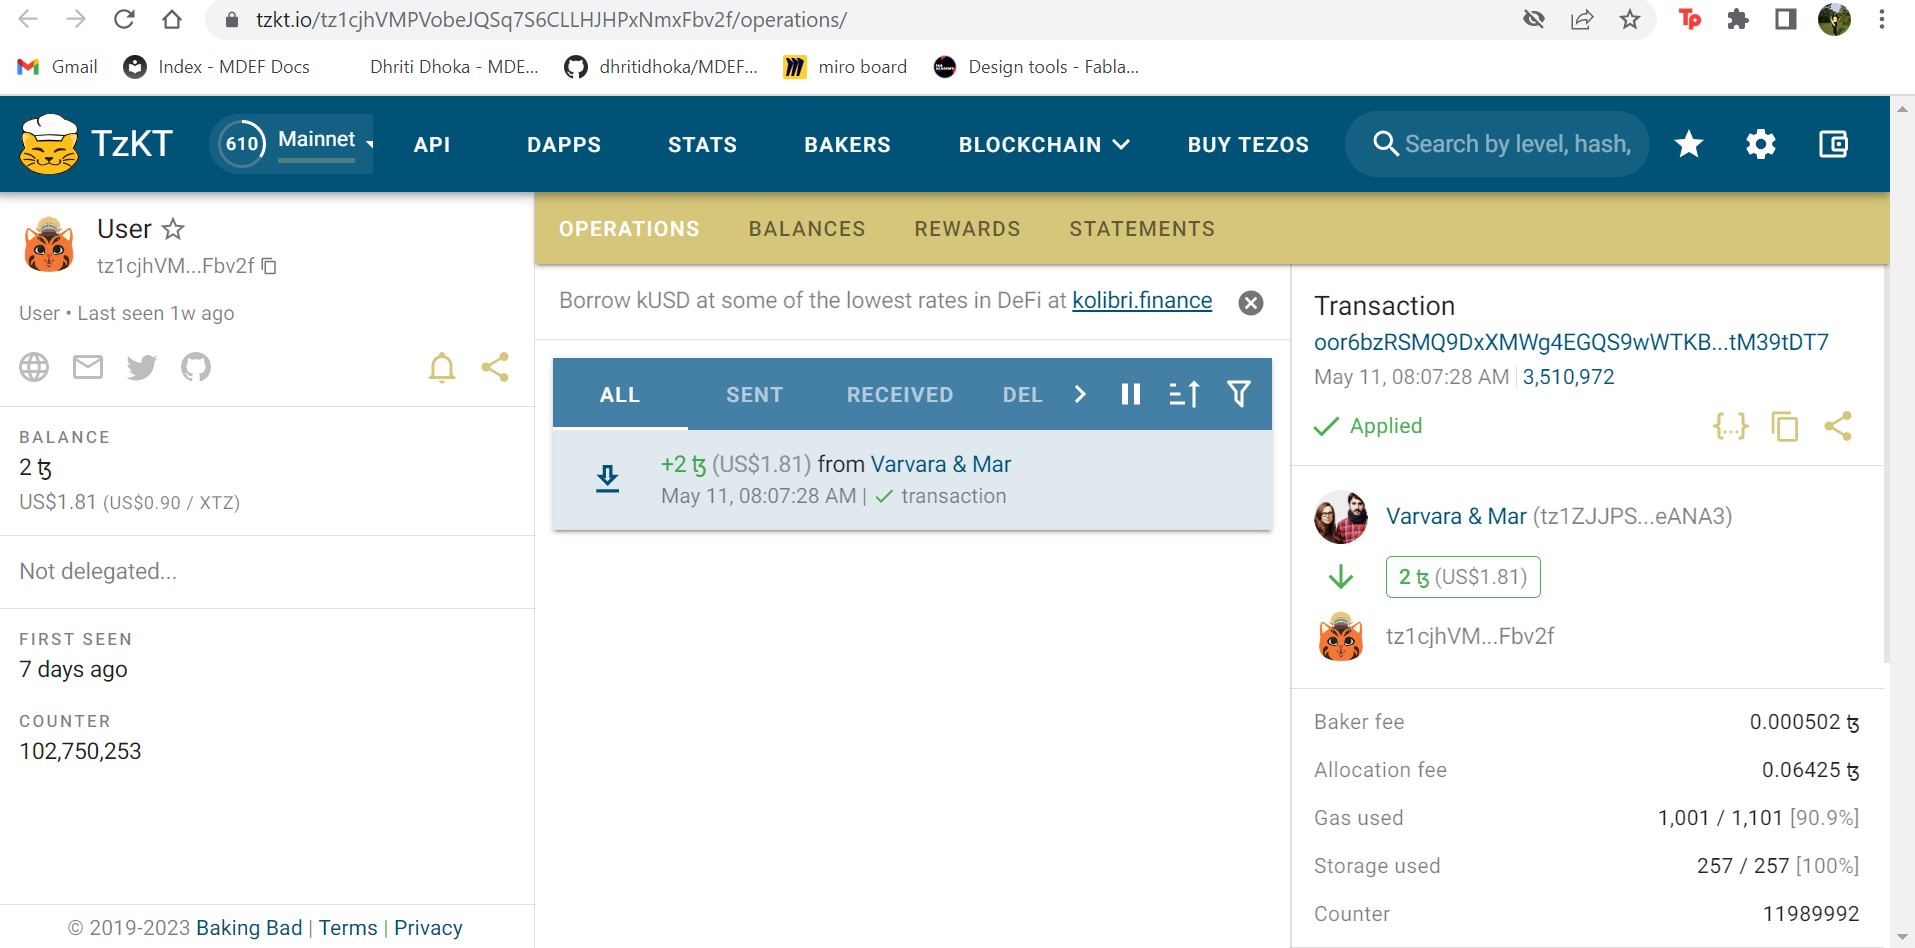 tzkt.io/tz1cjhVMPVobeJQSq7S6CLLHJHPxNmxFbv2f/operations/
Gmail Index - MDEF Docs Dhriti Dhoka - MDE... dhritidhoka/MDEF... miro board Design tools - Fabla...
TzKT 610 Mainnet API DAPPS STATS BAKERS BLOCKCHAIN BUY TEZOS Search by level, hash,
User
tz1cjhVM...Fbv2f
User • Last seen 1w ago
BALANCE
2 ꜩ
US$1.81 (US$0.90 / XTZ)
Not delegated...
FIRST SEEN
7 days ago
COUNTER
102,750,253
© 2019-2023 Baking Bad | Terms | Privacy
OPERATIONS BALANCES REWARDS STATEMENTS
Borrow kUSD at some of the lowest rates in DeFi at kolibri.finance
ALL SENT RECEIVED DEL
+2 ꜩ (US$1.81) from Varvara & Mar
May 11, 08:07:28 AM | transaction
Transaction
oor6bzRSMQ9DxXMWg4EGQS9wWTKB...tM39tDT7
May 11, 08:07:28 AM 3,510,972
Applied {...}
Varvara & Mar (tz1ZJJPS...eANA3)
2 ꜩ (US$1.81)
tz1cjhVM...Fbv2f
Baker fee 0.000502 ꜩ
Allocation fee 0.06425 ꜩ
Gas used 1,001 / 1,101 [90.9%]
Storage used 257 / 257 [100%]
Counter 11989992